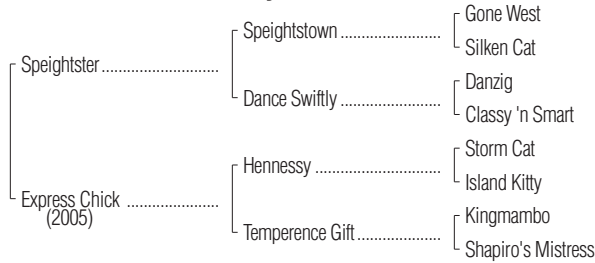 Gone West
Speightstown
Silken Cat
Speightster
Danzig
Dance Swiftly
Classy 'n Smart
Storm Cat
Hennessy
Island Kitty
Express Chick
(2005)
Kingmambo
Temperence Gift
Shapiro's Mistress